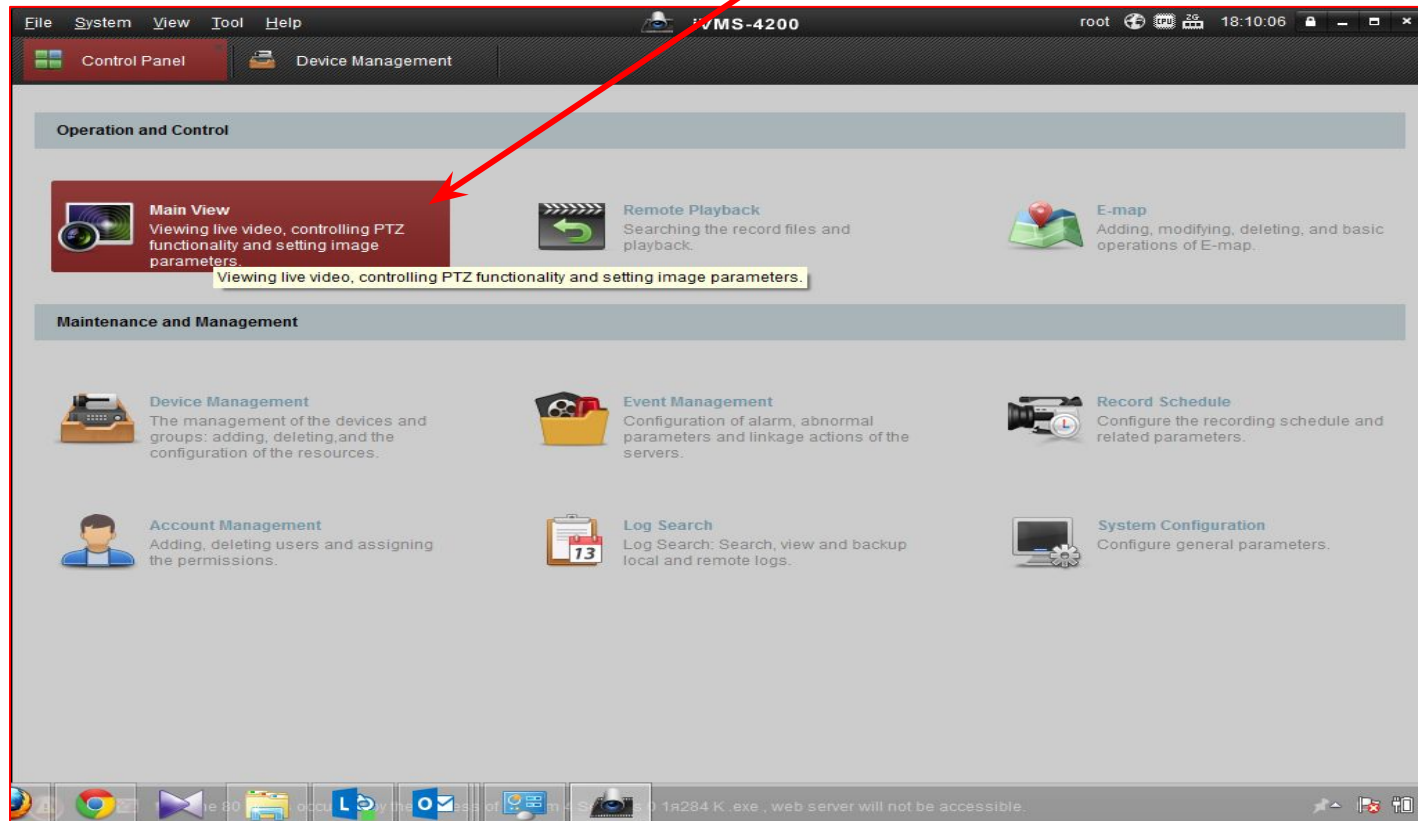 File System View Tool Help iVMS-4200 root CPU 2G 18:10:06
Control Panel Device Management
Operation and Control
Main View
Viewing live video, controlling PTZ
functionality and setting image
parameters.
Remote Playback
Searching the record files and
playback.
E-map
Adding, modifying, deleting, and basic
operations of E-map.
Viewing live video, controlling PTZ functionality and setting image parameters.
Maintenance and Management
Device Management
The management of the devices and
groups: adding, deleting,and the
configuration of the resources.
Event Management
Configuration of alarm, abnormal
parameters and linkage actions of the
servers.
Record Schedule
Configure the recording schedule and
related parameters.
Account Management
Adding, deleting users and assigning
the permissions.
13
Log Search
Log Search: Search, view and backup
local and remote logs.
System Configuration
Configure general parameters.
.exe , web server will not be accessible.